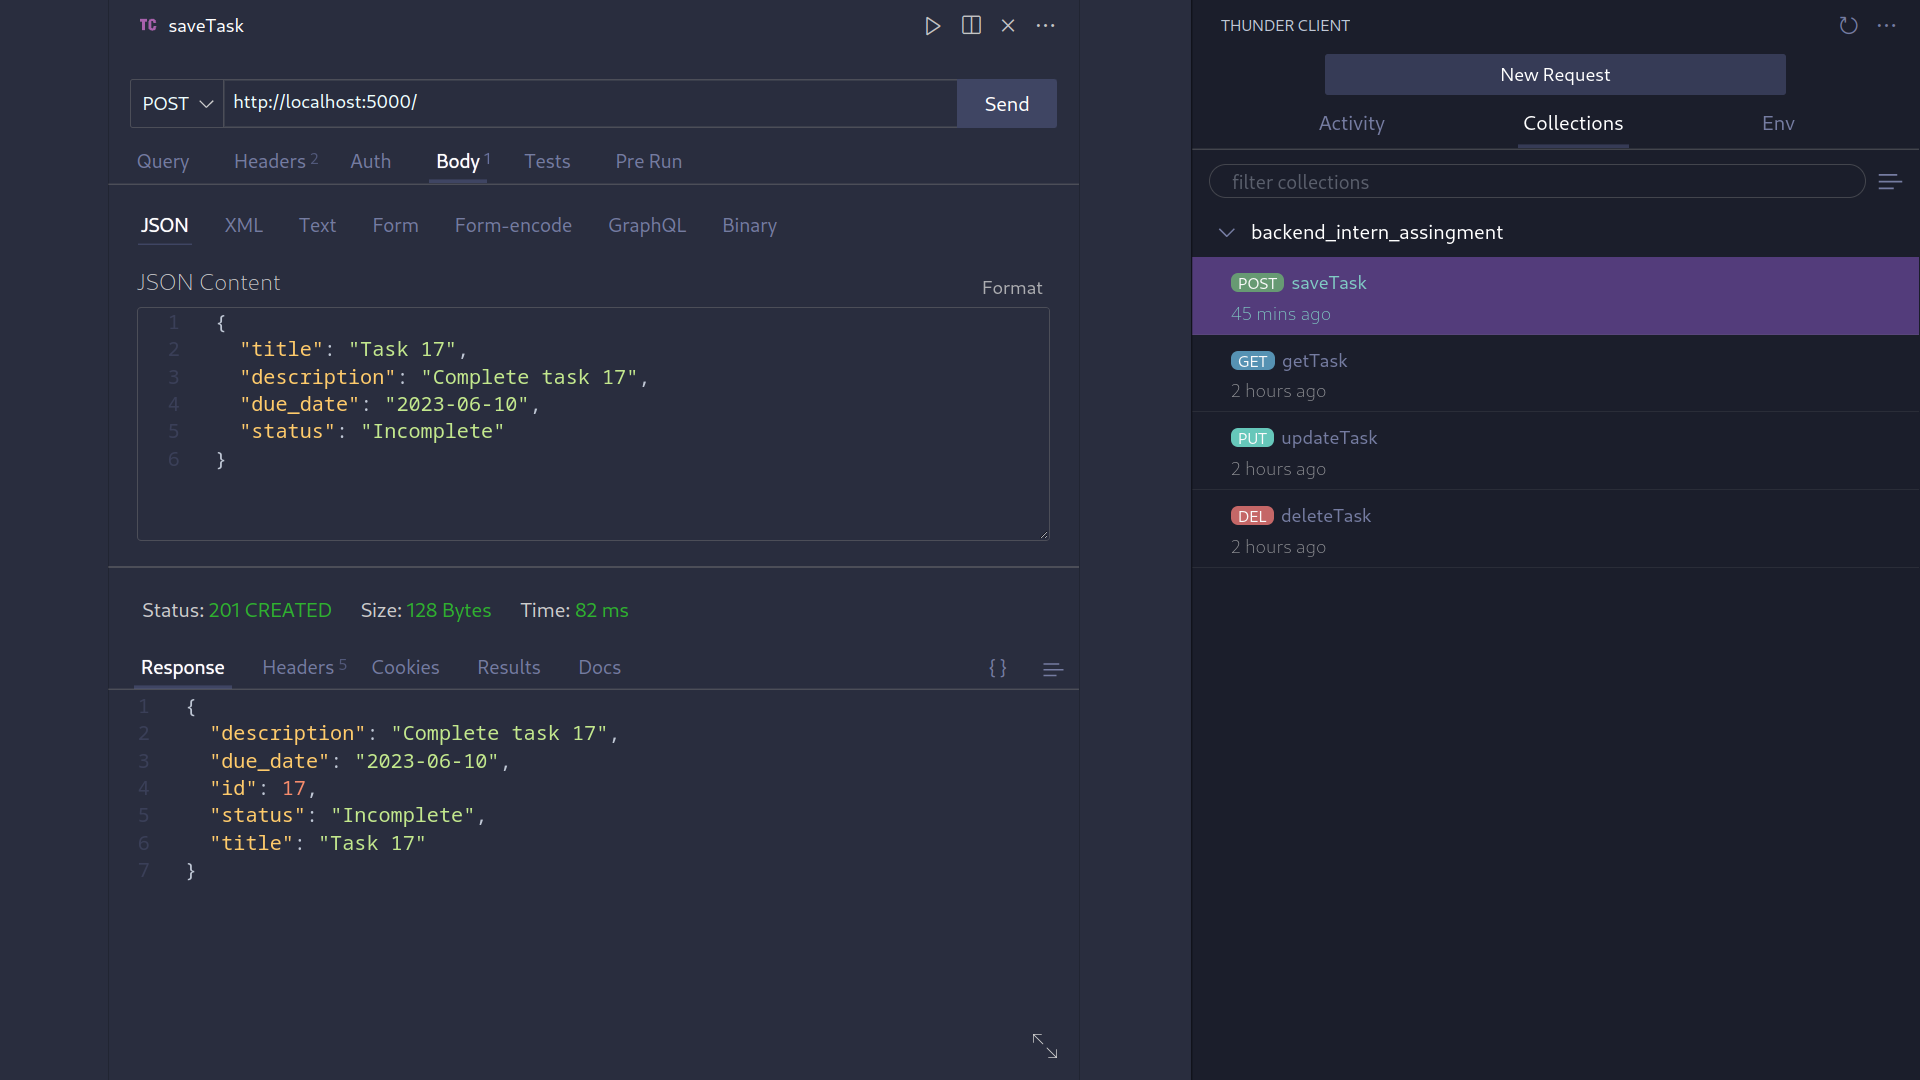 TC saveTask
POST http://localhost:5000/ Send
Query Headers 2 Auth Body 1 Tests Pre Run
JSON XML Text Form Form-encode GraphQL Binary
JSON Content
Format
1 {
2 "title": "Task 17",
3 "description": "Complete task 17",
4 "due_date": "2023-06-10",
5 "status": "Incomplete"
6 }
Status: 201 CREATED Size: 128 Bytes Time: 82 ms
Response Headers 5 Cookies Results Docs {}
1 {
2 "description": "Complete task 17",
3 "due_date": "2023-06-10",
4 "id": 17,
5 "status": "Incomplete",
6 "title": "Task 17"
7 }
THUNDER CLIENT
New Request
Activity Collections Env
filter collections
backend_intern_assingment
POST saveTask
45 mins ago
GET getTask
2 hours ago
PUT updateTask
2 hours ago
DEL deleteTask
2 hours ago